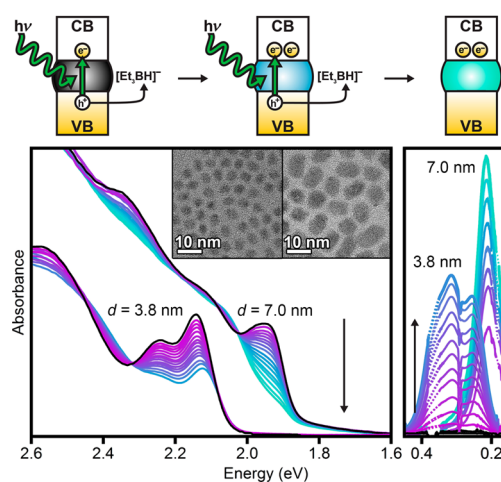 hν CB hν CB CB
e⁻ e⁻ e⁻ e⁻ e⁻
[Et₃BH]⁻ [Et₃BH]⁻
h⁺ h⁺
VB VB VB
7.0 nm
10 nm 10 nm
3.8 nm
d = 3.8 nm d = 7.0 nm
Absorbance
2.6 2.4 2.2 2.0 1.8 1.6 0.4 0.2
Energy (eV)